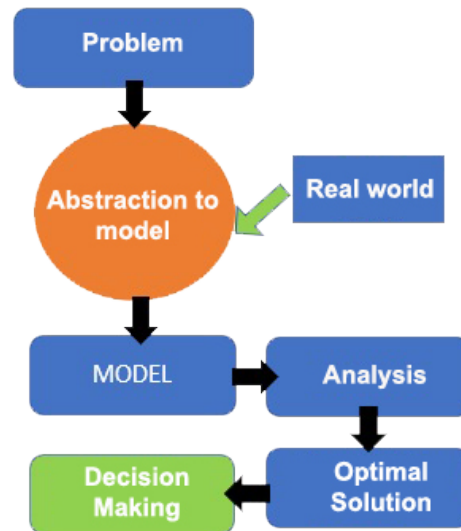 Problem
Abstraction to
model
Real world
MODEL
Analysis
Optimal
Solution
Decision
Making